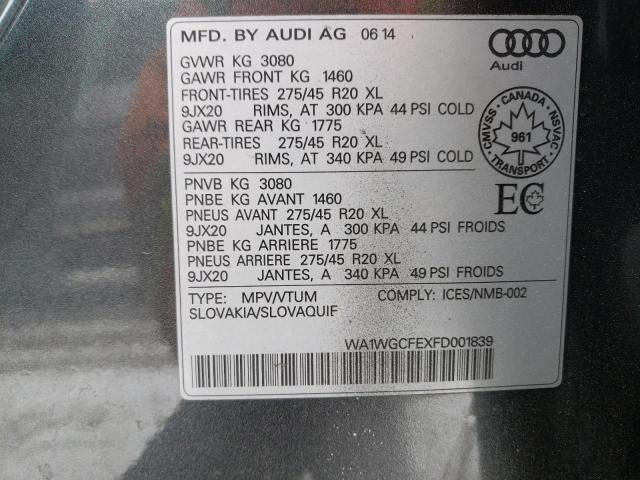 MFD. BY AUDI AG 06 14
Audi
GVWR KG 3080
GAWR FRONT KG 1460
FRONT-TIRES 275/45 R20 XL
9JX20 RIMS, AT 300 KPA 44 PSI COLD
GAWR REAR KG 1775
REAR-TIRES 275/45 R20 XL
9JX20 RIMS, AT 340 KPA 49 PSI COLD
CANADA
CMVSS
NSVAC
961
TRANSPORT
PNVB KG 3080
PNBE KG AVANT 1460
PNEUS AVANT 275/45 R20 XL
9JX20 JANTES, A 300 KPA 44 PSI FROIDS
PNBE KG ARRIERE 1775
PNEUS ARRIERE 275/45 R20 XL
9JX20 JANTES, A 340 KPA 49 PSI FROIDS
EC
TYPE: MPV/VTUM COMPLY: ICES/NMB-002
SLOVAKIA/SLOVAQUIF
WA1WGCFEXFD001839